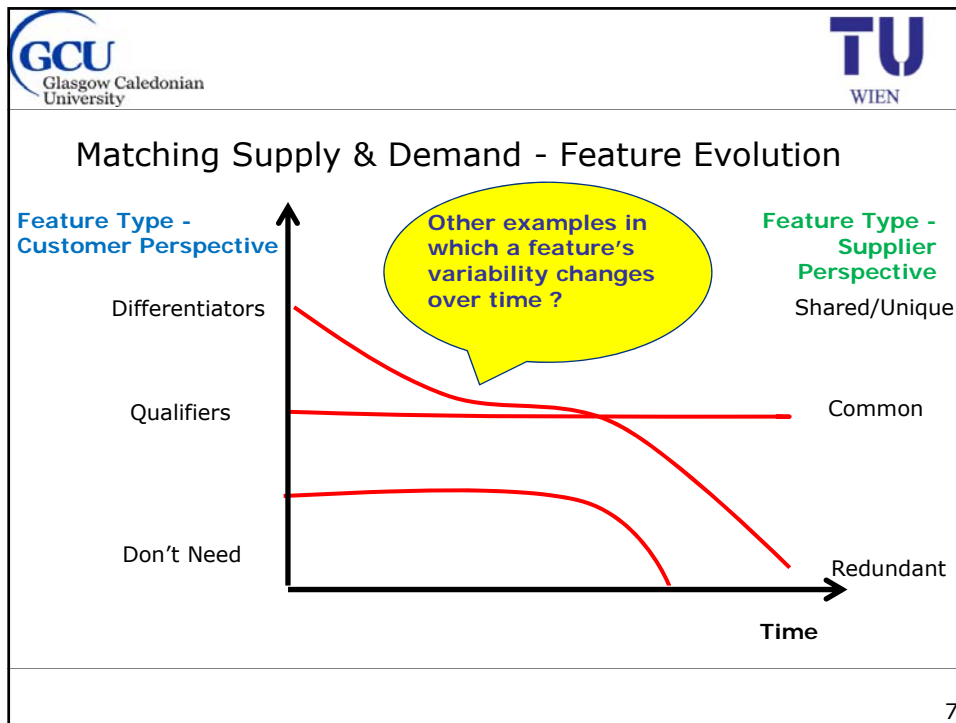 GCU
Glasgow Caledonian
University
TU
WIEN
Matching Supply & Demand - Feature Evolution
Feature Type -
Customer Perspective
Other examples in
which a feature's
variability changes
over time ?
Feature Type -
Supplier
Perspective
Differentiators
Shared/Unique
Qualifiers
Common
Don't Need
Redundant
Time
7